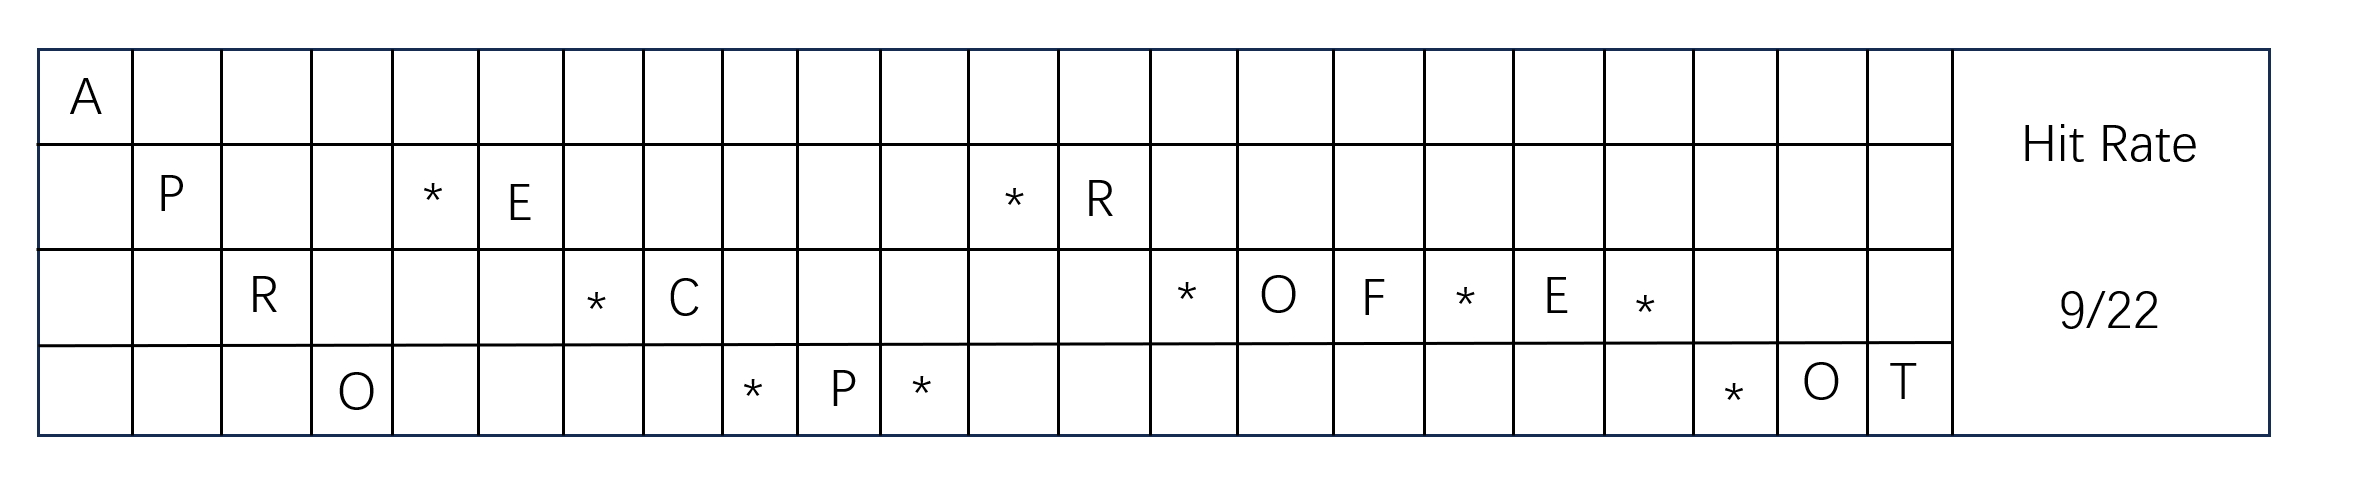 A
P * E * R
R * C * O F * E *
O * P * * O T
Hit Rate
9/22